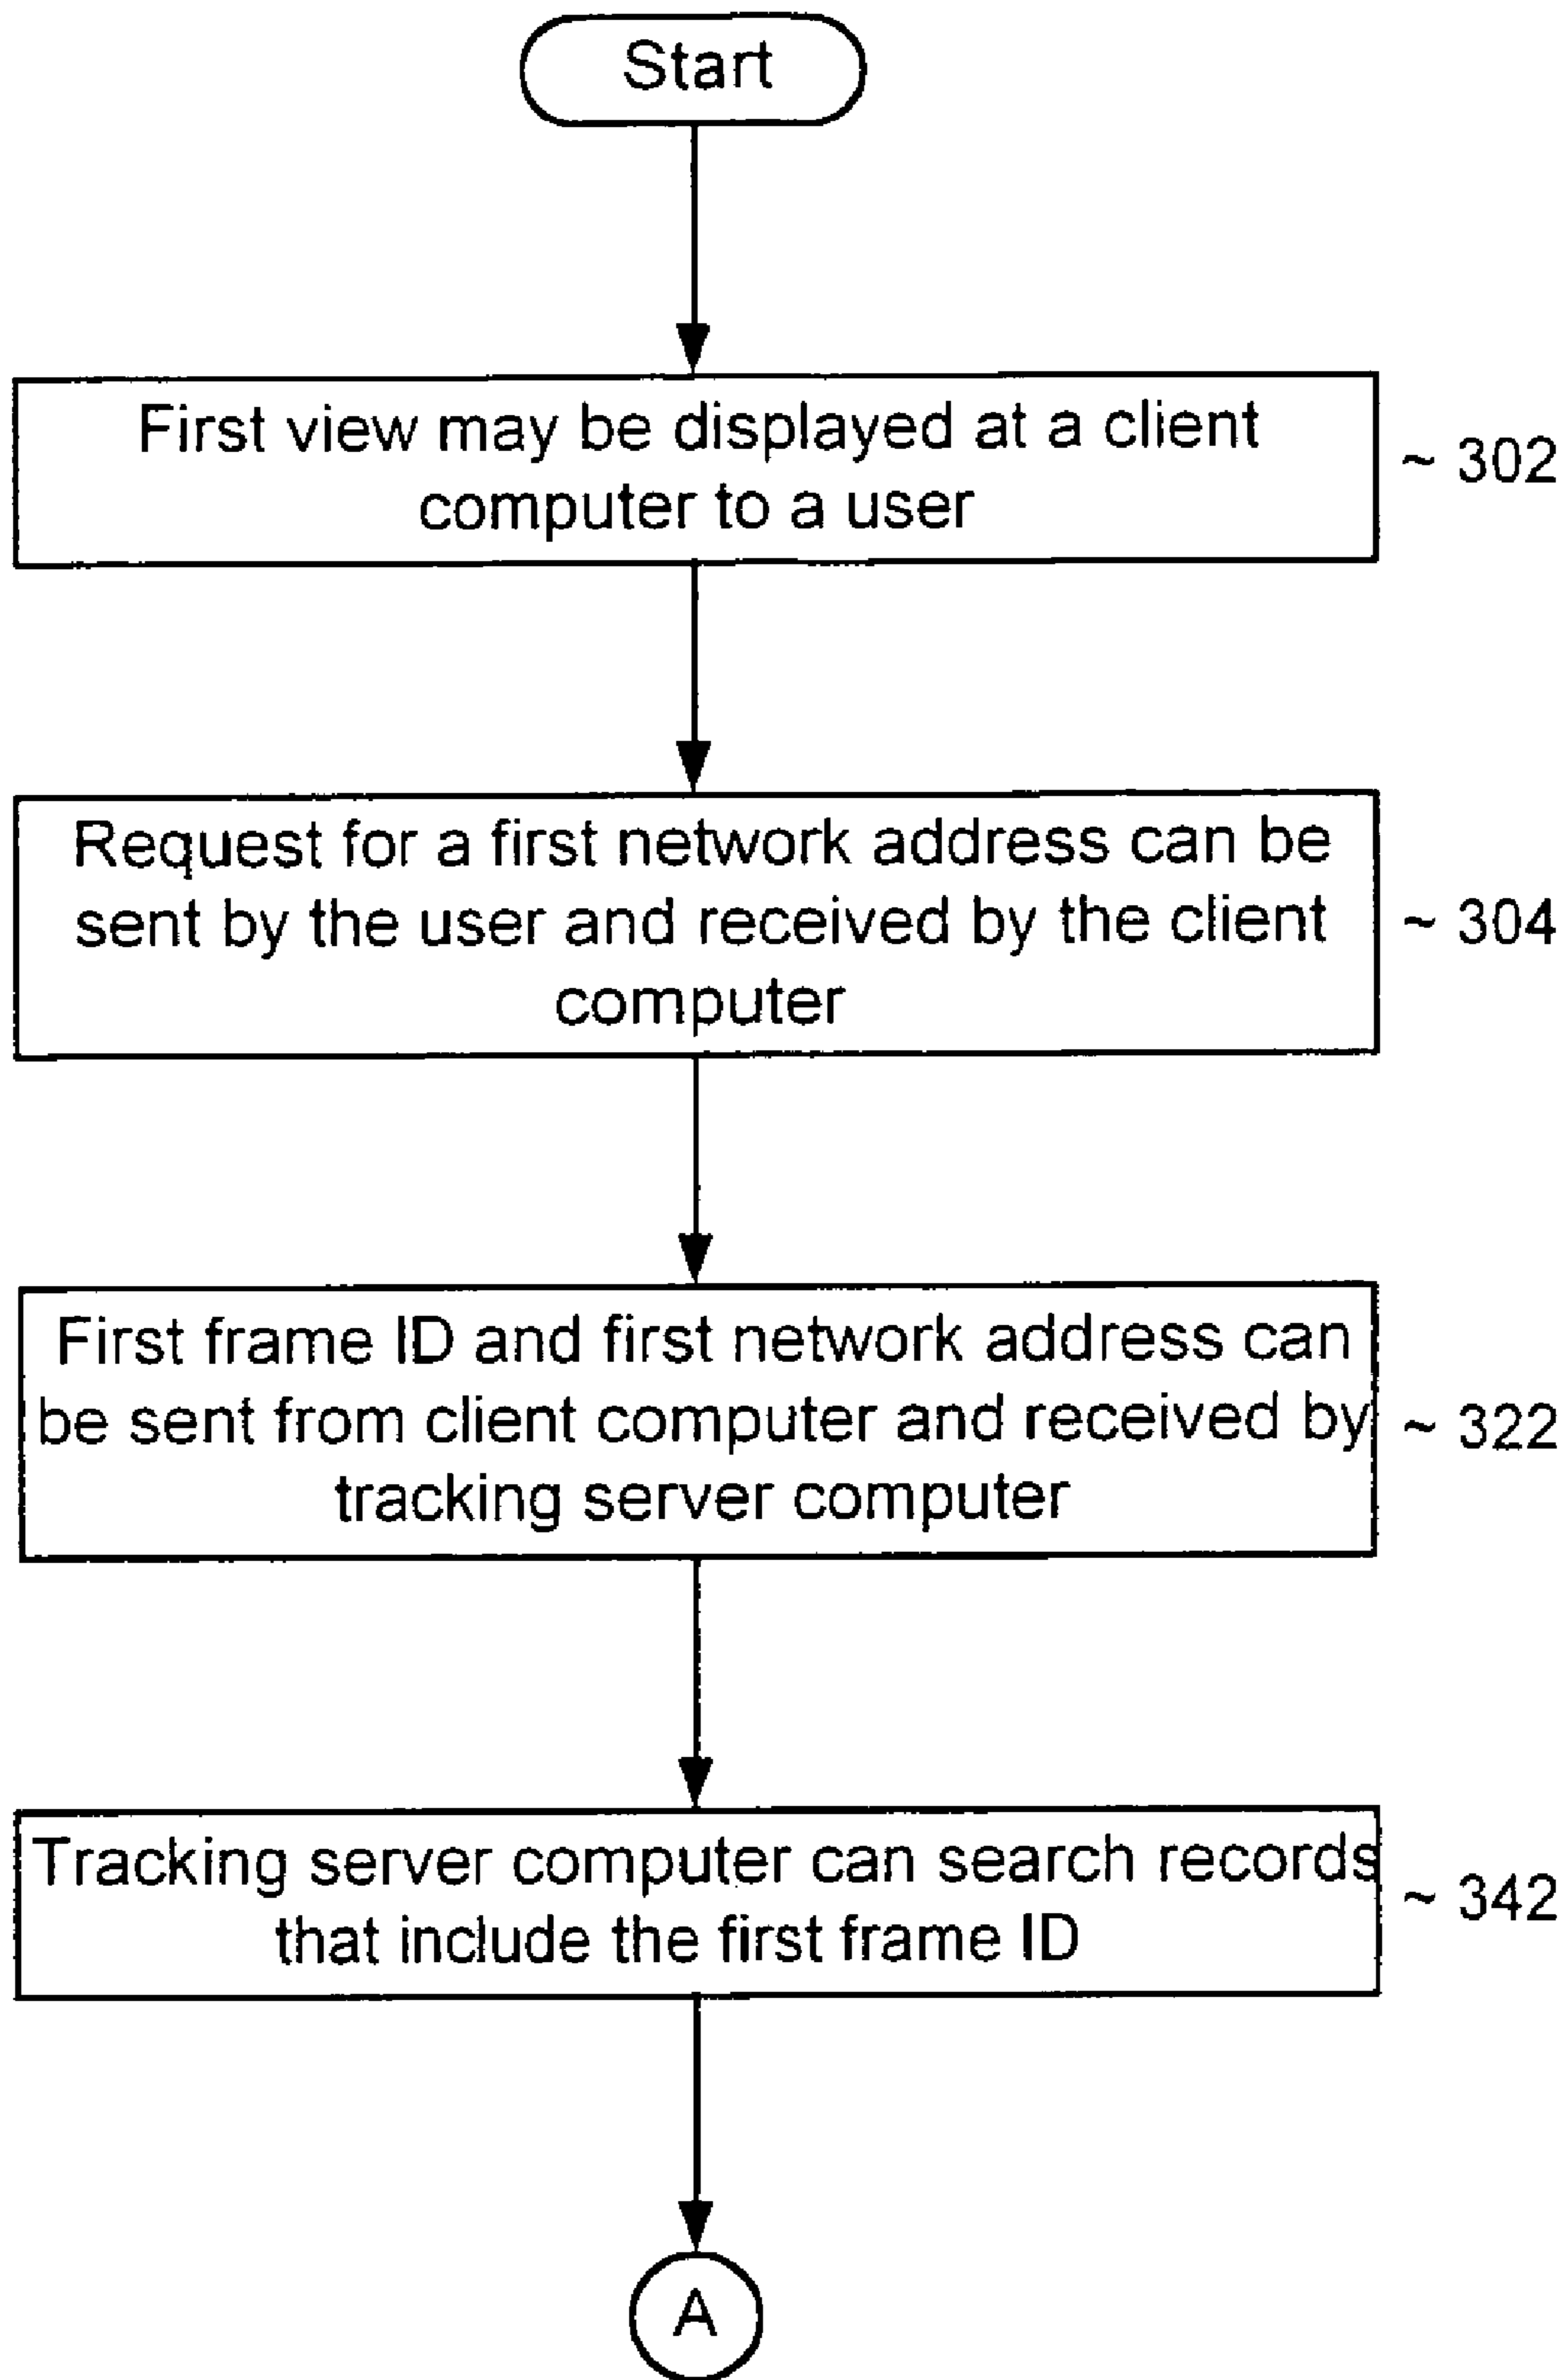 Start
First view may be displayed at a client
computer to a user
~ 302
Request for a first network address can be
sent by the user and received by the client
computer
~ 304
First frame ID and first network address can
be sent from client computer and received by
tracking server computer
~ 322
Tracking server computer can search records
that include the first frame ID
~ 342
A